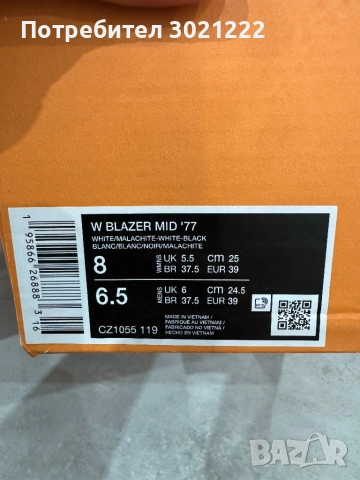 Потребител 3021222
W BLAZER MID '77
WHITE/MALACHITE-WHITE-BLACK
BLANC/BLANC/NOIR/MALACHITE
8 WMNS UK 5.5 cm 25
BR 37.5 EUR 39
6.5 MENS UK 6 cm 24.5
BR 37.5 EUR 39
CZ1055 119
MADE IN VIETNAM/
FABRIQUÉ AU VIETNAM/
FABRICADO NO VIETNÃ/
HECHO EN VIETNAM
1 95866 26888 3 16
BAZAR